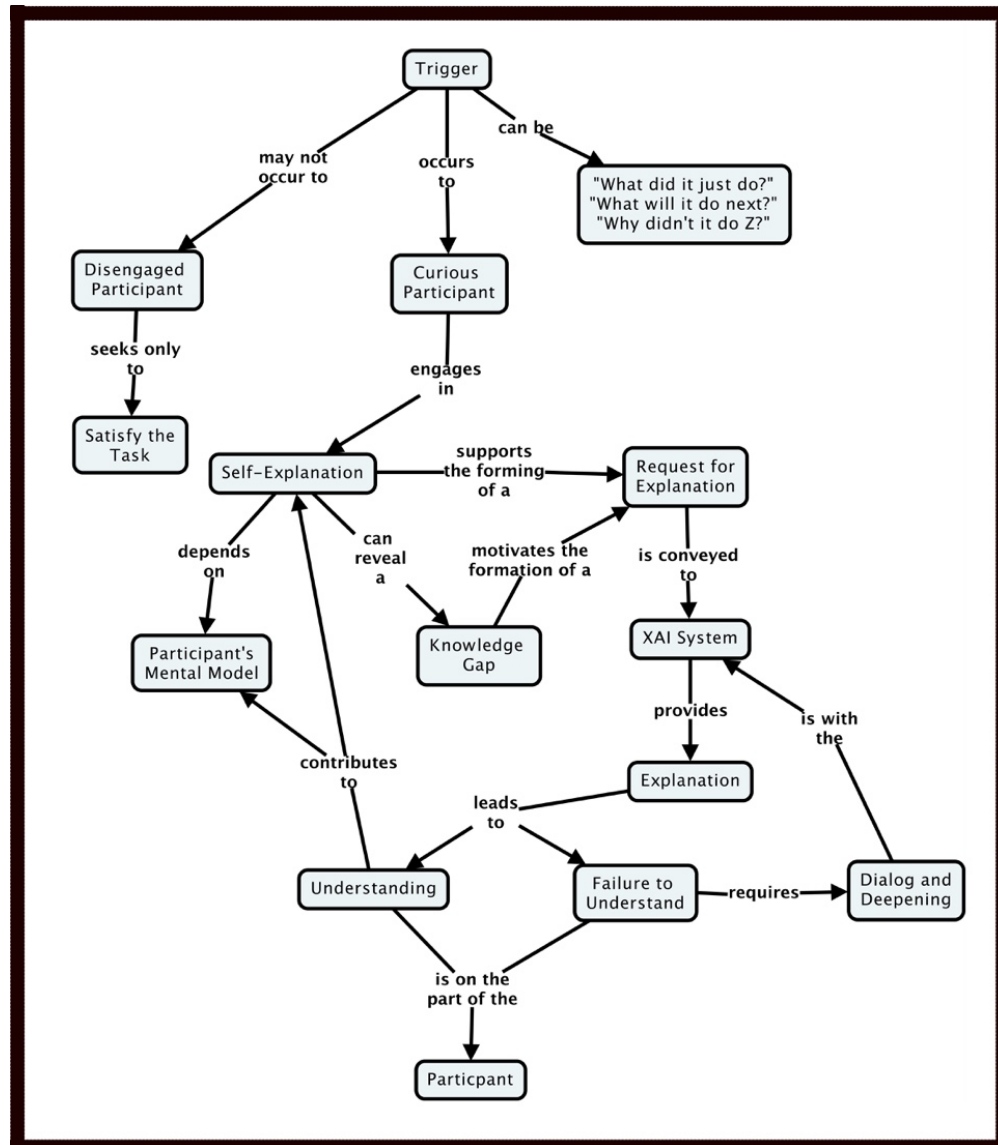 Trigger
can be
may not
occur to
occurs
to
"What did it just do?"
"What will it do next?"
"Why didn't it do Z?"
Disengaged
Participant
Curious
Participant
seeks only
to
engages
in
Satisfy the
Task
Self-Explanation
supports
the forming
of a
Request for
Explanation
depends
on
can
reveal
a
motivates the
formation of a
is conveyed
to
Participant's
Mental Model
Knowledge
Gap
XAI System
provides
is with
the
contributes
to
Explanation
leads
to
Understanding
Failure to
Understand
requires
Dialog and
Deepening
is on the
part of the
Particpant